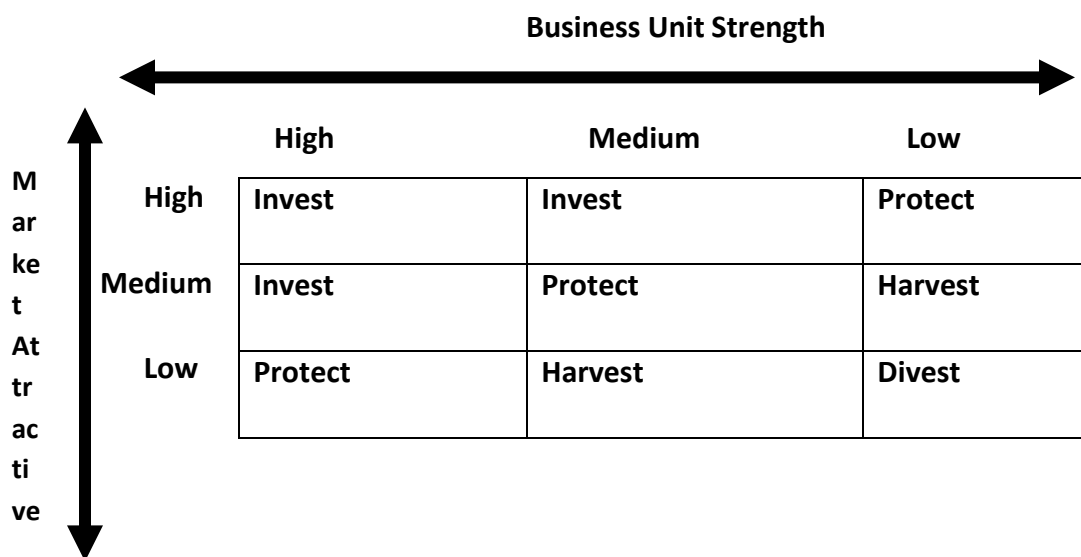 Business Unit Strength
High Medium Low
M
ar
ke
t
At
tr
ac
ti
ve
High Invest Invest Protect
Medium Invest Protect Harvest
Low Protect Harvest Divest